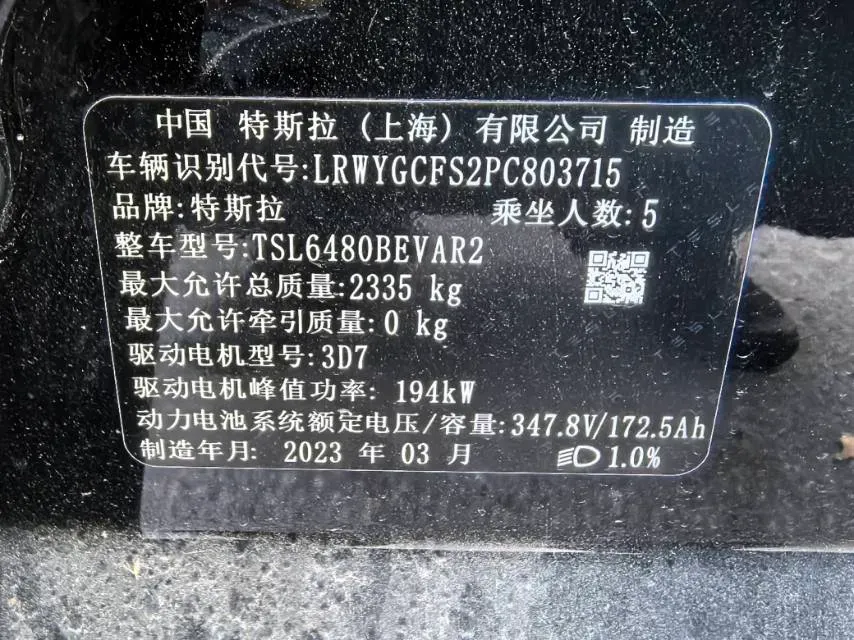 中国 特斯拉 (上海) 有限公司 制造
车辆识别代号:LRWYGCFS2PC803715
品牌:特斯拉 乘坐人数:5
整车型号:TSL6480BEVAR2
最大允许总质量:2335 kg
最大允许牵引质量:0 kg
驱动电机型号:3D7
驱动电机峰值功率: 194kW
动力电池系统额定电压/容量:347.8V/172.5Ah
制造年月: 2023 年 03 月 1.0%
TESLA